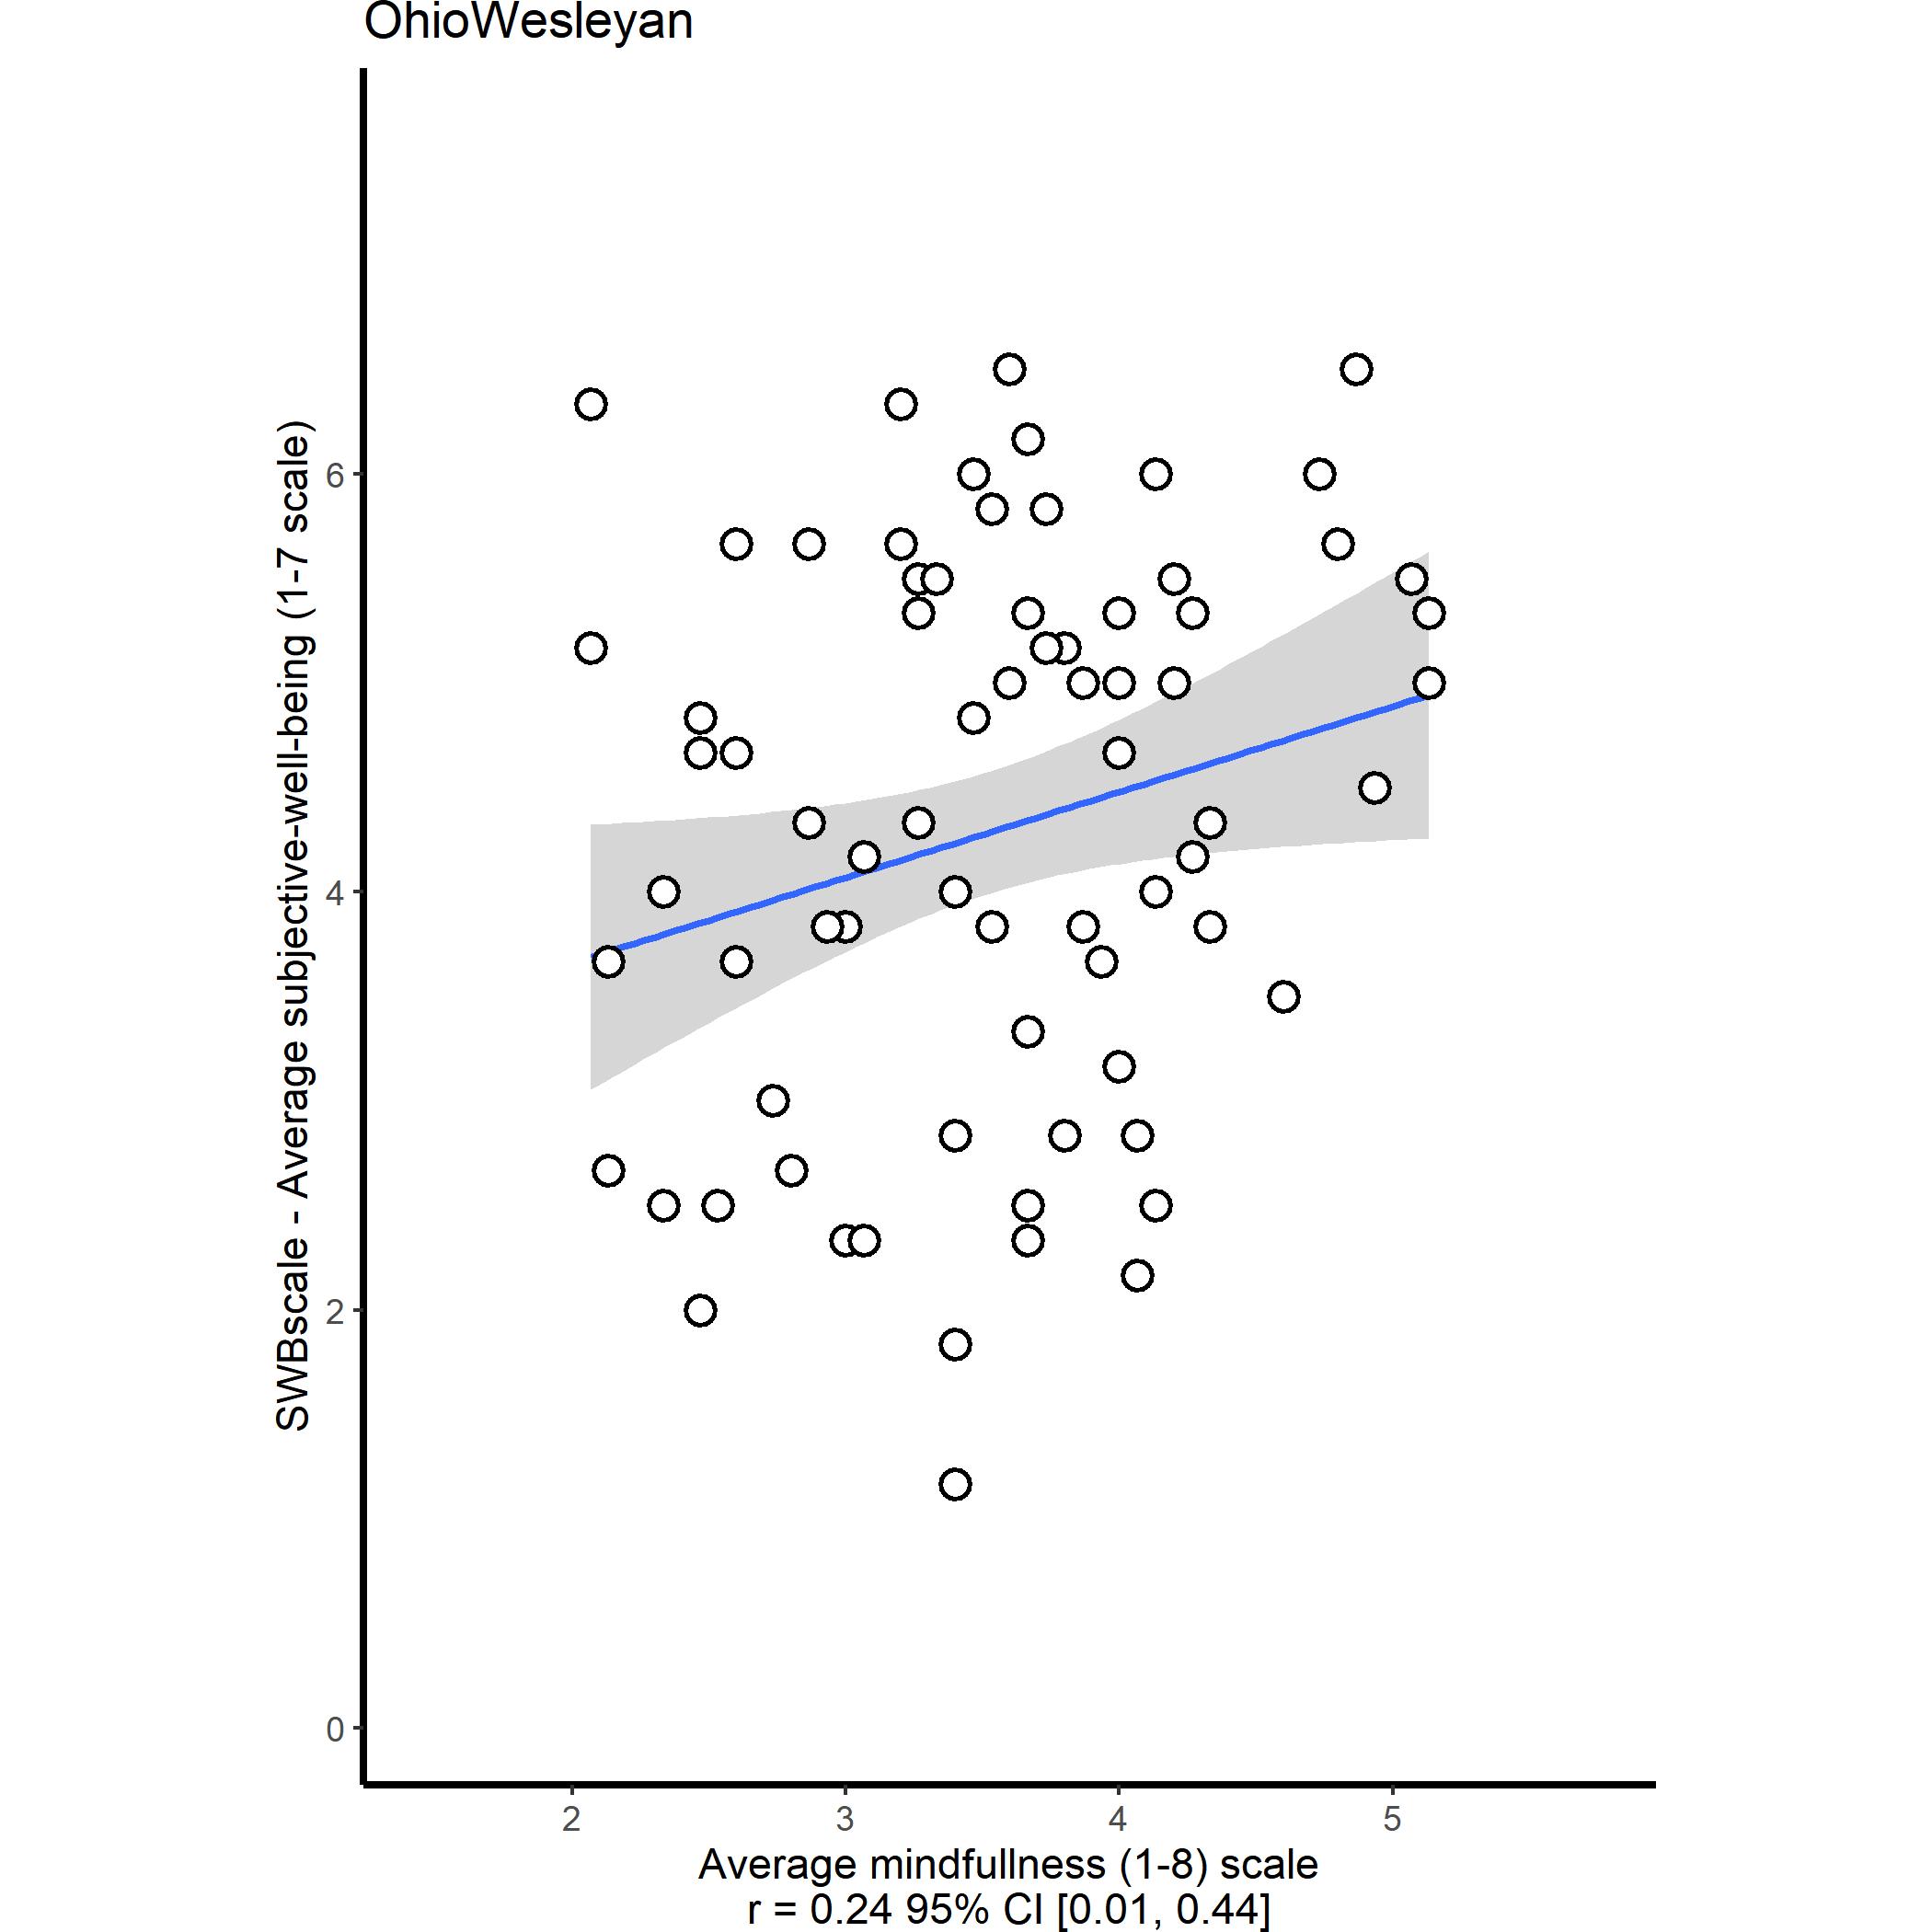 OhioWesleyan
SWBscale - Average subjective-well-being (1-7 scale)
6
4
2
0
2 3 4 5
Average mindfullness (1-8) scale
r = 0.24 95% CI [0.01, 0.44]